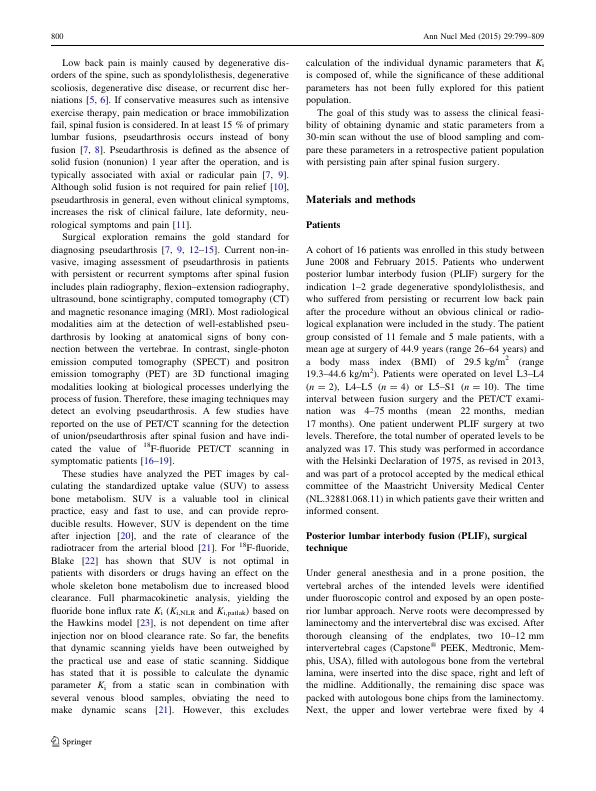 800
Ann Nucl Med (2015) 29:799–809
Low back pain is mainly caused by degenerative dis-
orders of the spine, such as spondylolisthesis, degenerative
scoliosis, degenerative disc disease, or recurrent disc her-
niations [5, 6]. If conservative measures such as intensive
exercise therapy, pain medication or brace immobilization
fail, spinal fusion is considered. In at least 15 % of primary
lumbar fusions, pseudarthrosis occurs instead of bony
fusion [7, 8]. Pseudarthrosis is defined as the absence of
solid fusion (nonunion) 1 year after the operation, and is
typically associated with axial or radicular pain [7, 9].
Although solid fusion is not required for pain relief [10],
pseudarthrosis in general, even without clinical symptoms,
increases the risk of clinical failure, late deformity, neu-
rological symptoms and pain [11].
Surgical exploration remains the gold standard for
diagnosing pseudarthrosis [7, 9, 12–15]. Current non-in-
vasive, imaging assessment of pseudarthrosis in patients
with persistent or recurrent symptoms after spinal fusion
includes plain radiography, flexion–extension radiography,
ultrasound, bone scintigraphy, computed tomography (CT)
and magnetic resonance imaging (MRI). Most radiological
modalities aim at the detection of well-established pseu-
darthrosis by looking at anatomical signs of bony con-
nection between the vertebrae. In contrast, single-photon
emission computed tomography (SPECT) and positron
emission tomography (PET) are 3D functional imaging
modalities looking at biological processes underlying the
process of fusion. Therefore, these imaging techniques may
detect an evolving pseudarthrosis. A few studies have
reported on the use of PET/CT scanning for the detection
of union/pseudarthrosis after spinal fusion and have indi-
cated the value of 18F-fluoride PET/CT scanning in
symptomatic patients [16–19].
These studies have analyzed the PET images by cal-
culating the standardized uptake value (SUV) to assess
bone metabolism. SUV is a valuable tool in clinical
practice, easy and fast to use, and can provide repro-
ducible results. However, SUV is dependent on the time
after injection [20], and the rate of clearance of the
radiotracer from the arterial blood [21]. For 18F-fluoride,
Blake [22] has shown that SUV is not optimal in
patients with disorders or drugs having an effect on the
whole skeleton bone metabolism due to increased blood
clearance. Full pharmacokinetic analysis, yielding the
fluoride bone influx rate Ki (Ki,NLR and Ki,patlak) based on
the Hawkins model [23], is not dependent on time after
injection nor on blood clearance rate. So far, the benefits
that dynamic scanning yields have been outweighed by
the practical use and ease of static scanning. Siddique
has stated that it is possible to calculate the dynamic
parameter Ki from a static scan in combination with
several venous blood samples, obviating the need to
make dynamic scans [21]. However, this excludes
calculation of the individual dynamic parameters that Ki
is composed of, while the significance of these additional
parameters has not been fully explored for this patient
population.
The goal of this study was to assess the clinical feasi-
bility of obtaining dynamic and static parameters from a
30-min scan without the use of blood sampling and com-
pare these parameters in a retrospective patient population
with persisting pain after spinal fusion surgery.
Materials and methods
Patients
A cohort of 16 patients was enrolled in this study between
June 2008 and February 2015. Patients who underwent
posterior lumbar interbody fusion (PLIF) surgery for the
indication 1–2 grade degenerative spondylolisthesis, and
who suffered from persisting or recurrent low back pain
after the procedure without an obvious clinical or radio-
logical explanation were included in the study. The patient
group consisted of 11 female and 5 male patients, with a
mean age at surgery of 44.9 years (range 26–64 years) and
a body mass index (BMI) of 29.5 kg/m2 (range
19.3–44.6 kg/m2). Patients were operated on level L3–L4
(n = 2), L4–L5 (n = 4) or L5–S1 (n = 10). The time
interval between fusion surgery and the PET/CT exami-
nation was 4–75 months (mean 22 months, median
17 months). One patient underwent PLIF surgery at two
levels. Therefore, the total number of operated levels to be
analyzed was 17. This study was performed in accordance
with the Helsinki Declaration of 1975, as revised in 2013,
and was part of a protocol accepted by the medical ethical
committee of the Maastricht University Medical Center
(NL.32881.068.11) in which patients gave their written and
informed consent.
Posterior lumbar interbody fusion (PLIF), surgical
technique
Under general anesthesia and in a prone position, the
vertebral arches of the intended levels were identified
under fluoroscopic control and exposed by an open poste-
rior lumbar approach. Nerve roots were decompressed by
laminectomy and the intervertebral disc was excised. After
thorough cleansing of the endplates, two 10–12 mm
intervertebral cages (Capstone® PEEK, Medtronic, Mem-
phis, USA), filled with autologous bone from the vertebral
lamina, were inserted into the disc space, right and left of
the midline. Additionally, the remaining disc space was
packed with autologous bone chips from the laminectomy.
Next, the upper and lower vertebrae were fixed by 4
Springer